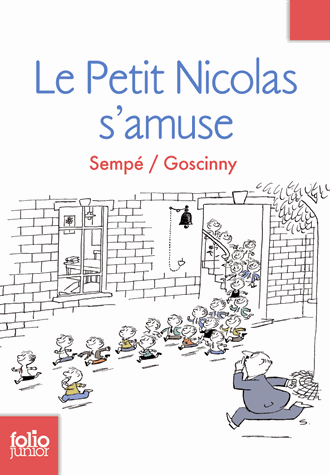 Le Petit Nicolas
s'amuse
Sempé / Goscinny
S.
folio
junior